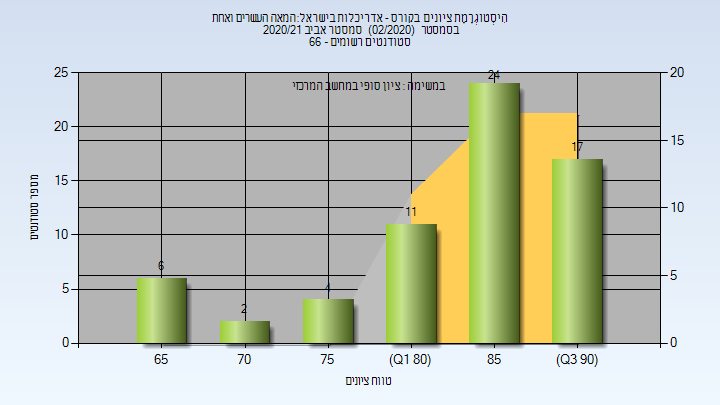 הִיסְטוֹגְרַמַת ציונים בקורס - אדריכלות בישראל:המאה העשרים ואחת
בסמסטר (02/2020) סמסטר אביב 2020/21
סטודנטים רשומים - 66
במשימה : ציון סופי במחשב המרכזי
מספר סטודנטים
25
20
15
10
5
0
20
15
10
5
0
6
2
4
11
24
17
65
70
75
(Q1 80)
85
(Q3 90)
טווח ציונים